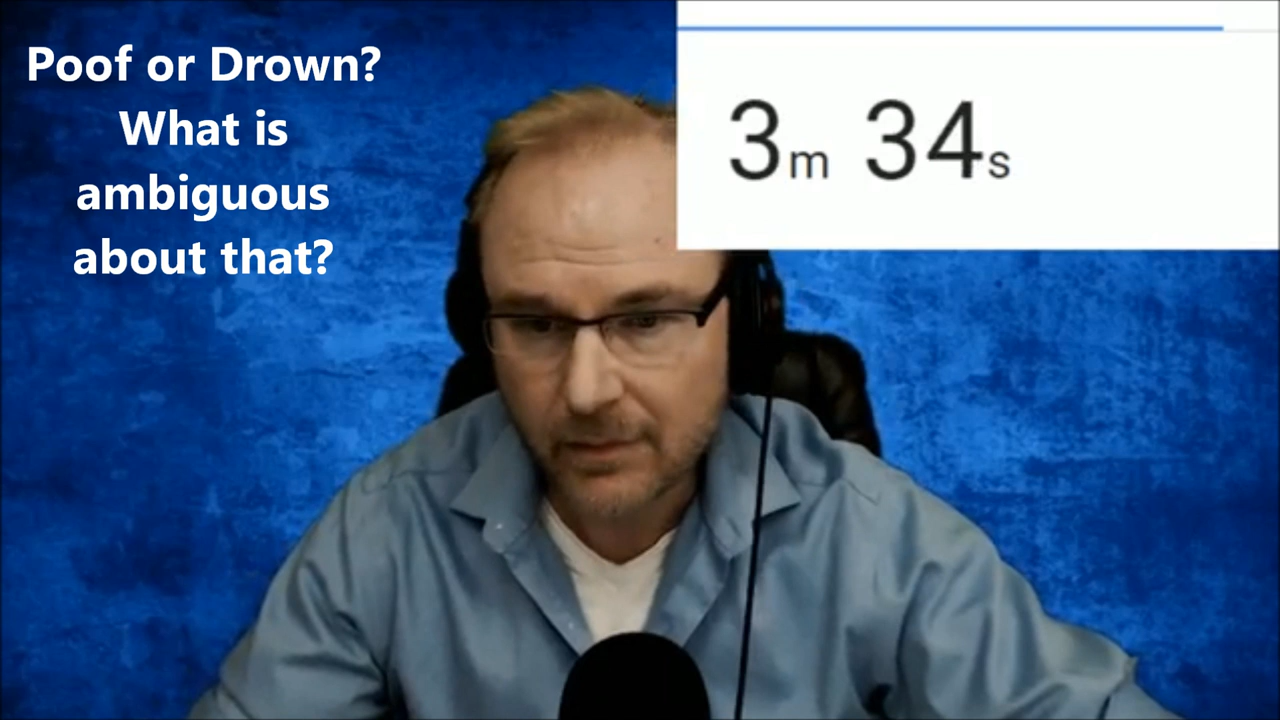 Poof or Drown?
What is
ambiguous
about that?
3m 34s